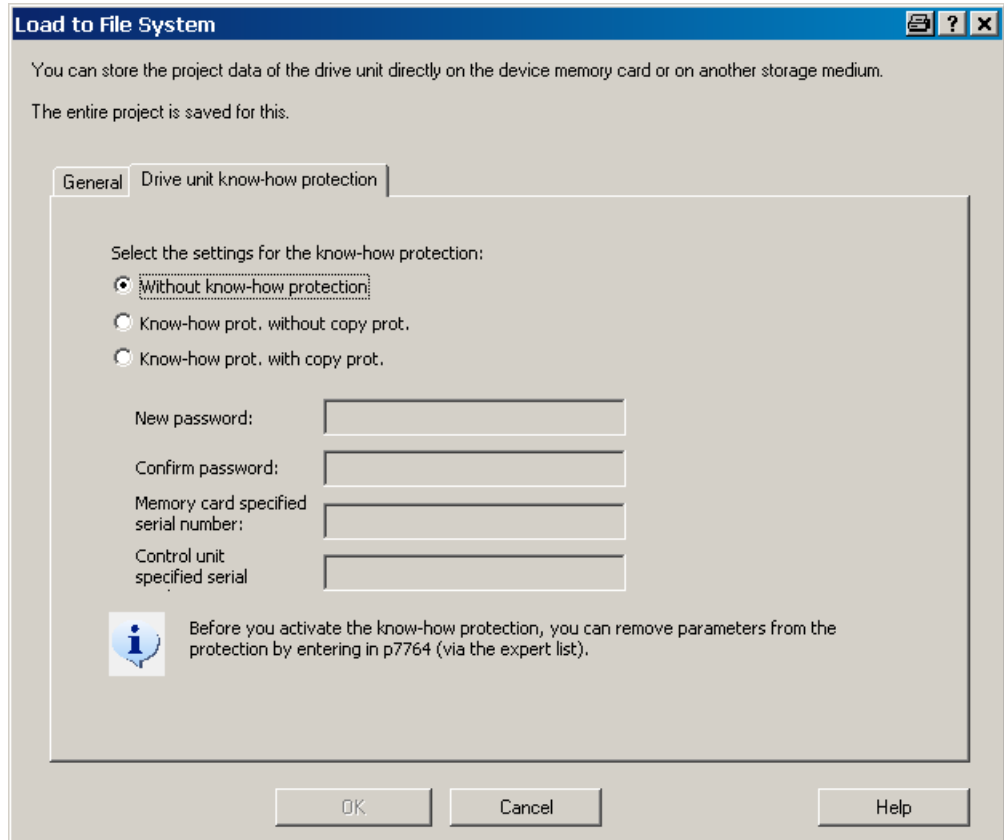 Load to File System
You can store the project data of the drive unit directly on the device memory card or on another storage medium.
The entire project is saved for this.
General
Drive unit know-how protection
Select the settings for the know-how protection:
Without know-how protection
Know-how prot. without copy prot.
Know-how prot. with copy prot.
New password:
Confirm password:
Memory card specified
serial number:
Control unit
specified serial
Before you activate the know-how protection, you can remove parameters from the
protection by entering in p7764 (via the expert list).
OK
Cancel
Help